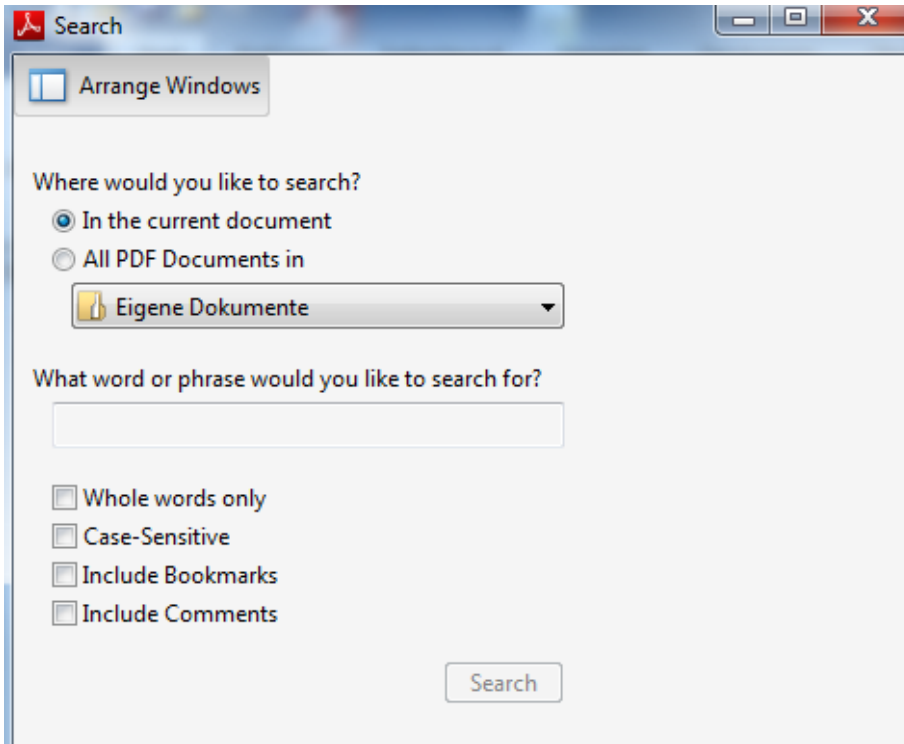 Search
Arrange Windows
Where would you like to search?
In the current document
All PDF Documents in
Eigene Dokumente
What word or phrase would you like to search for?
Whole words only
Case-Sensitive
Include Bookmarks
Include Comments
Search